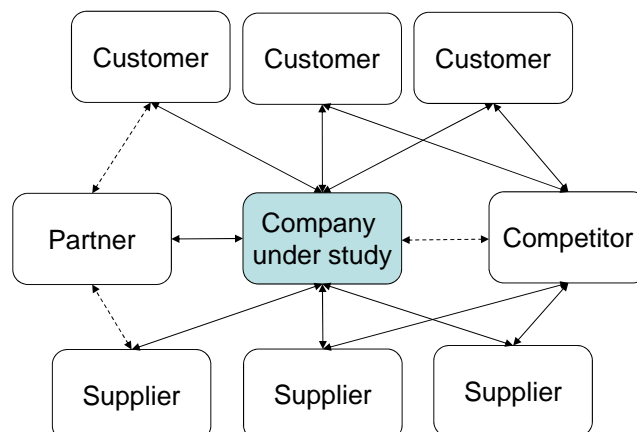 Customer
Customer
Customer
Partner
Company
under study
Competitor
Supplier
Supplier
Supplier